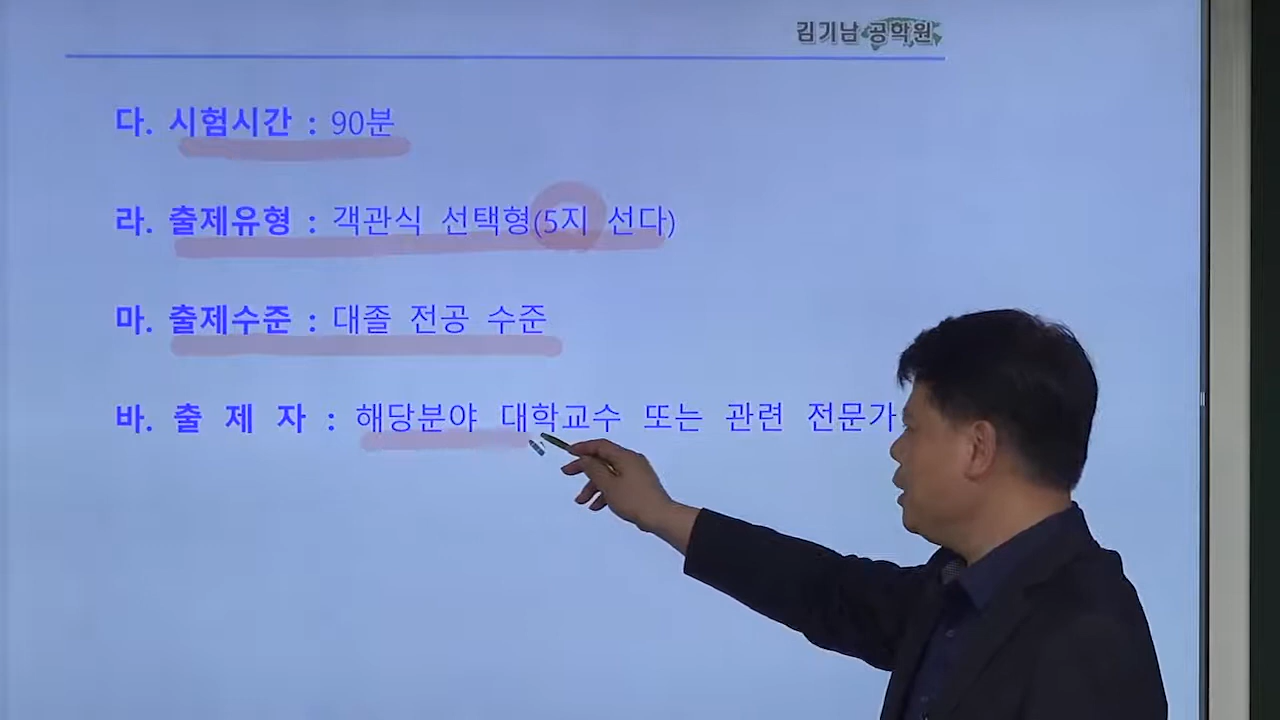 김기남 공학원
다. 시험시간 : 90분
라. 출제유형 : 객관식 선택형(5지 선다)
마. 출제수준 : 대졸 전공 수준
바. 출 제 자 : 해당분야 대학교수 또는 관련 전문가